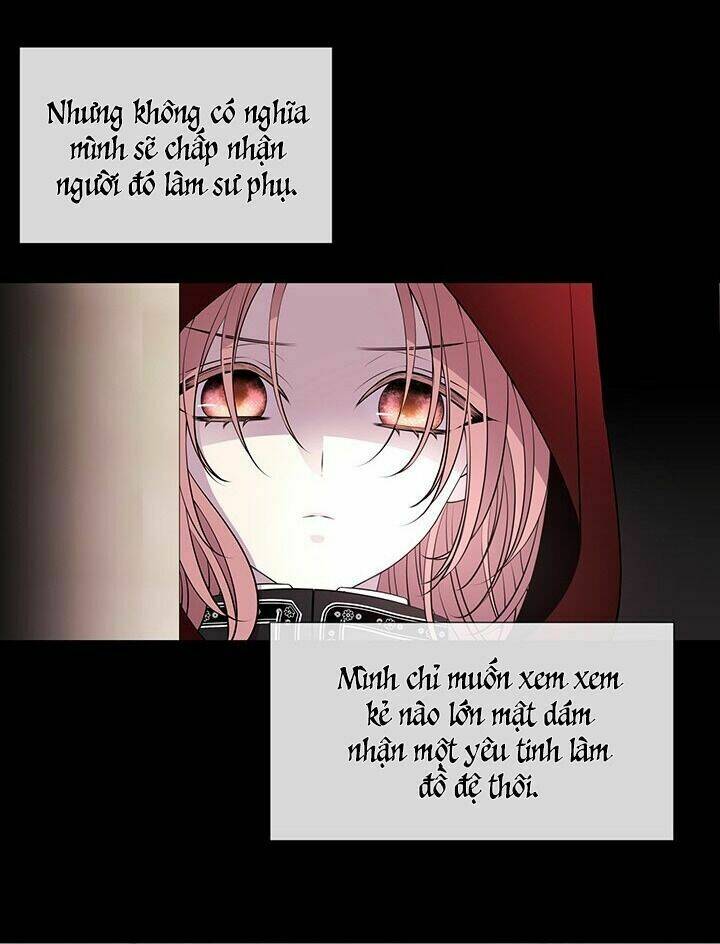 Nhưng không có nghĩa
mình sẽ chấp nhận
người đó làm sư phụ.
Mình chỉ muốn xem xem
kẻ nào lớn mật dám
nhận một yêu tinh làm
đồ đệ thôi.